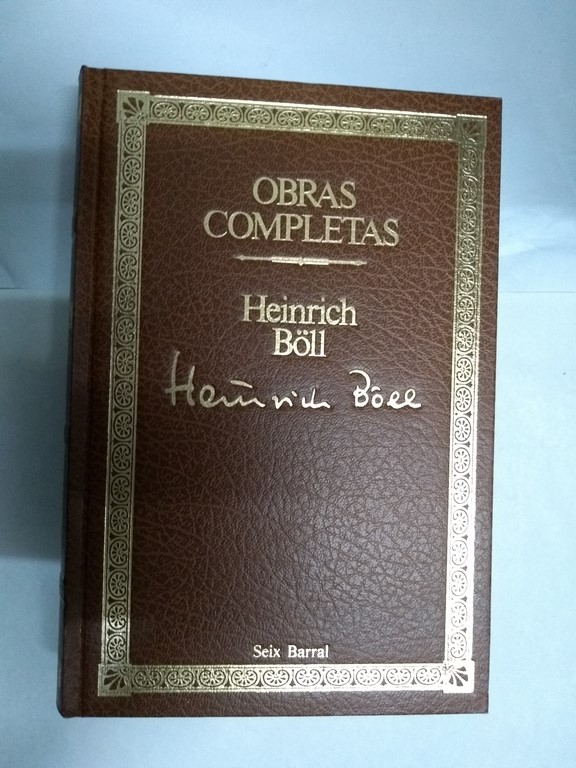 OBRAS
COMPLETAS
Heinrich
Böll
Heinrich Böll
Seix Barral